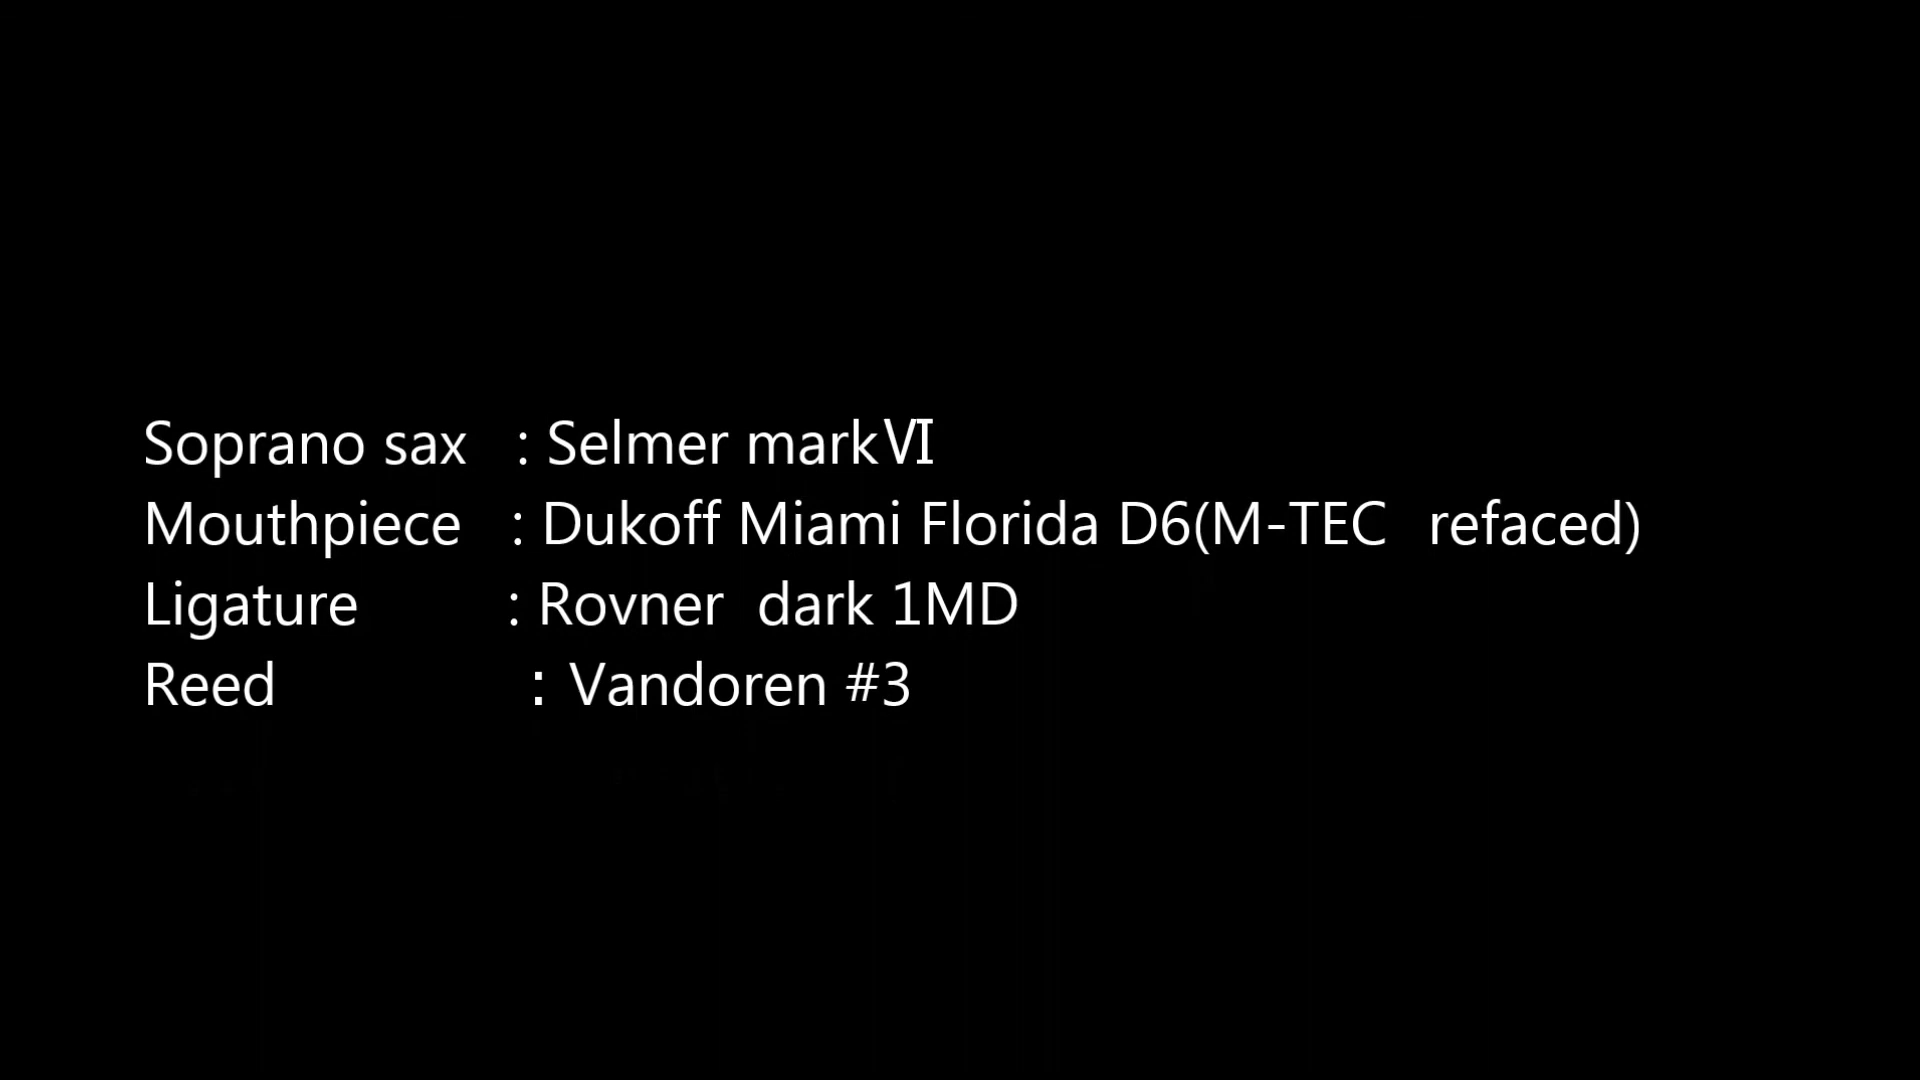 Soprano sax : Selmer markⅥ
Mouthpiece : Dukoff Miami Florida D6(M-TEC refaced)
Ligature : Rovner dark 1MD
Reed : Vandoren #3